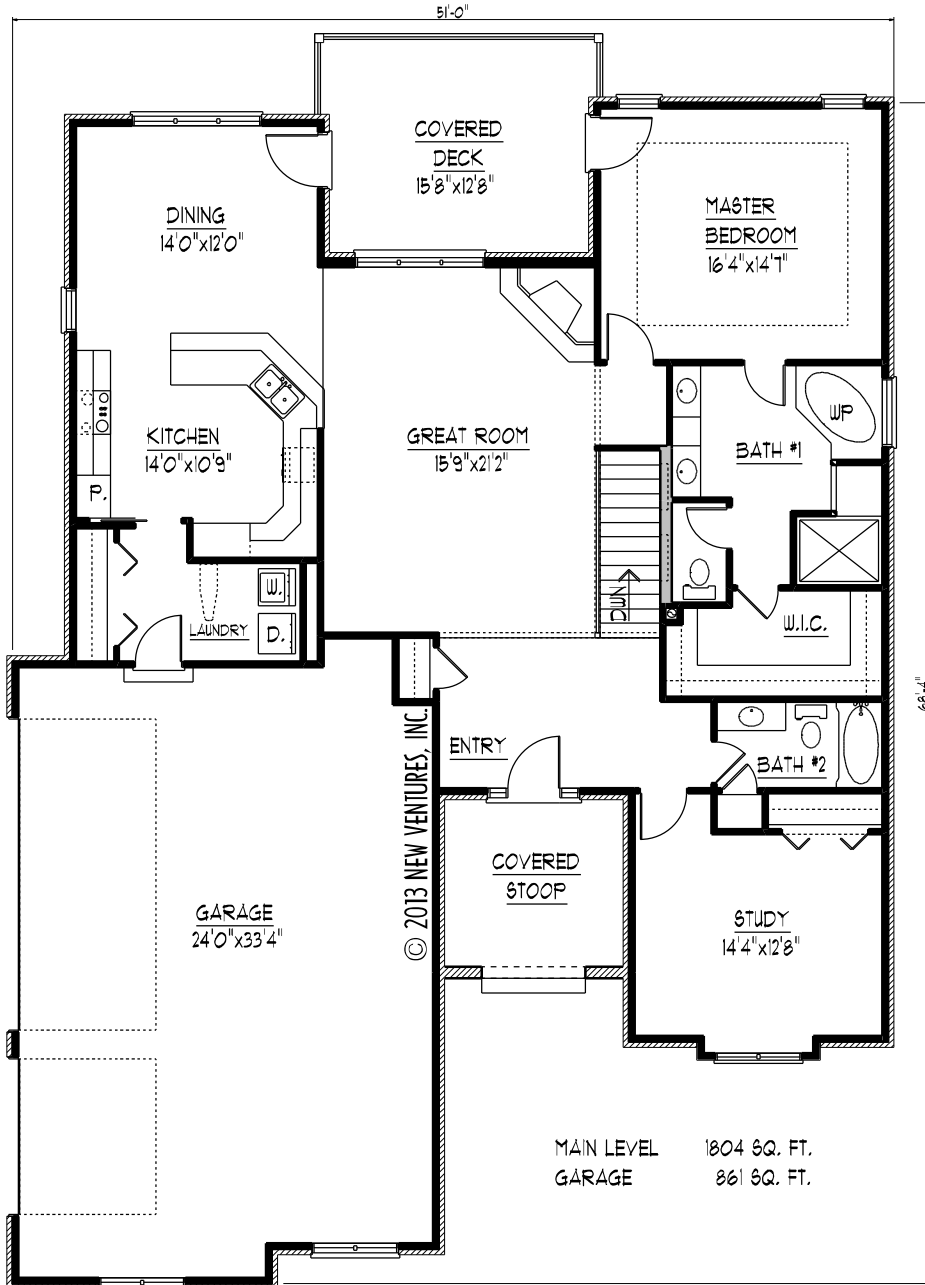 51'-0"
COVERED
DECK
15'8"x12'8"
DINING
14'0"x12'0"
MASTER
BEDROOM
16'4"x14'7"
KITCHEN
14'0"x10'9"
P.
GREAT ROOM
15'9"x21'2"
BATH #1
WP
DWN
W.
D.
LAUNDRY
W.I.C.
68'-4"
ENTRY
BATH #2
© 2013 NEW VENTURES, INC.
COVERED
STOOP
GARAGE
24'0"x33'4"
STUDY
14'4"x12'8"
MAIN LEVEL 1804 SQ. FT.
GARAGE 861 SQ. FT.